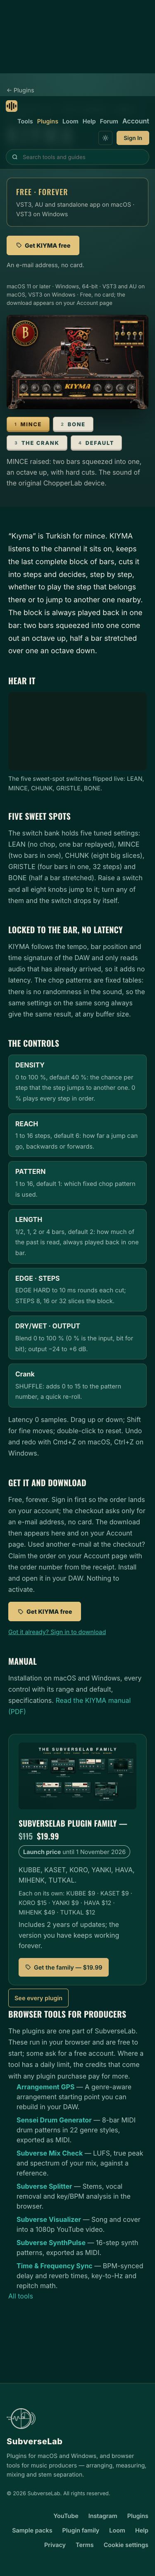 ← Plugins
Tools Plugins Loom Help Forum Account
Sign in
Search tools and guides
FREE · FOREVER
VST3, AU and standalone app on macOS ·
VST3 on Windows
Get KIYMA free
An e-mail address, no card.
macOS 11 or later · Windows, 64-bit · VST3 and AU on
macOS, VST3 on Windows · Free, no card; the
download appears on your Account page
B
KIYMA
1 MINCE
2 BONE
3 THE CRANK
4 DEFAULT
MINCE raised: two bars squeezed into one,
an octave up, with hard cuts. The sound of
the original ChopperLab device.
“Kıyma” is Turkish for mince. KIYMA
listens to the channel it sits on, keeps
the last complete block of bars, cuts it
into steps and decides, step by step,
whether to play the step that belongs
there or to jump to another one nearby.
The block is always played back in one
bar: two bars squeezed into one come
out an octave up, half a bar stretched
over one an octave down.
HEAR IT
The five sweet-spot switches flipped live: LEAN,
MINCE, CHUNK, GRISTLE, BONE.
FIVE SWEET SPOTS
The switch bank holds five tuned settings:
LEAN (no chop, one bar replayed), MINCE
(two bars in one), CHUNK (eight big slices),
GRISTLE (four bars in one, 32 steps) and
BONE (half a bar stretched). Raise a switch
and all eight knobs jump to it; turn any of
them and the switch drops by itself.
LOCKED TO THE BAR, NO LATENCY
KIYMA follows the tempo, bar position and
time signature of the DAW and only reads
audio that has already arrived, so it adds no
latency. The chop patterns are fixed tables:
there is no randomness in the sound, so the
same settings on the same song always
give the same result, at any buffer size.
THE CONTROLS
DENSITY
0 to 100 %, default 40 %: the chance per
step that the step jumps to another one. 0
% plays every step in order.
REACH
1 to 16 steps, default 6: how far a jump can
go, backwards or forwards.
PATTERN
1 to 16, default 1: which fixed chop pattern
is used.
LENGTH
1/2, 1, 2 or 4 bars, default 2: how much of
the past is read, always played back in one
bar.
EDGE · STEPS
EDGE HARD to 10 ms rounds each cut;
STEPS 8, 16 or 32 slices the block.
DRY/WET · OUTPUT
Blend 0 to 100 % (0 % is the input, bit for
bit); output −24 to +6 dB.
Crank
SHUFFLE: adds 0 to 15 to the pattern
number, a quick re-roll.
Latency 0 samples. Drag up or down; Shift
for fine moves; double-click to reset. Undo
and redo with Cmd+Z on macOS, Ctrl+Z on
Windows.
GET IT AND DOWNLOAD
Free, forever. Sign in first so the order lands
on your account; the checkout asks only for
an e-mail address, no card. The download
then appears here and on your Account
page. Used another e-mail at the checkout?
Claim the order on your Account page with
the order number from the receipt. Install
and open it in your DAW. Nothing to
activate.
Get KIYMA free
Got it already? Sign in to download
MANUAL
Installation on macOS and Windows, every
control with its range and default,
specifications. Read the KIYMA manual
(PDF)
THE SUBVERSELAB FAMILY
SUBVERSELAB PLUGIN FAMILY —
$115 $19.99
Launch price until 1 November 2026
KUBBE, KASET, KORO, YANKI, HAVA,
MIHENK, TUTKAL.
Each on its own: KUBBE $9 · KASET $9 ·
KORO $15 · YANKI $9 · HAVA $12 ·
MIHENK $49 · TUTKAL $12
Includes 2 years of updates; the
version you have keeps working
forever.
Get the family — $19.99
See every plugin
BROWSER TOOLS FOR PRODUCERS
The plugins are one part of SubverseLab.
These run in your browser and are free to
start; some ask for a free account. Where a
tool has a daily limit, the credits that come
with any plugin purchase pay for more.
Arrangement GPS — A genre-aware
arrangement starting point you can
rebuild in your DAW.
Sensei Drum Generator — 8-bar MIDI
drum patterns in 22 genre styles,
exported as MIDI.
Subverse Mix Check — LUFS, true peak
and spectrum of your mix, against a
reference.
Subverse Splitter — Stems, vocal
removal and key/BPM analysis in the
browser.
Subverse Visualizer — Song and cover
into a 1080p YouTube video.
Subverse SynthPulse — 16-step synth
patterns, exported as MIDI.
Time & Frequency Sync — BPM-synced
delay and reverb times, key-to-Hz and
repitch math.
All tools
SubverseLab
Plugins for macOS and Windows, and browser
tools for music producers — arranging, measuring,
mixing and stem separation.
© 2026 SubverseLab. All rights reserved.
YouTube Instagram Plugins
Sample packs Plugin family Loom Help
Privacy Terms Cookie settings